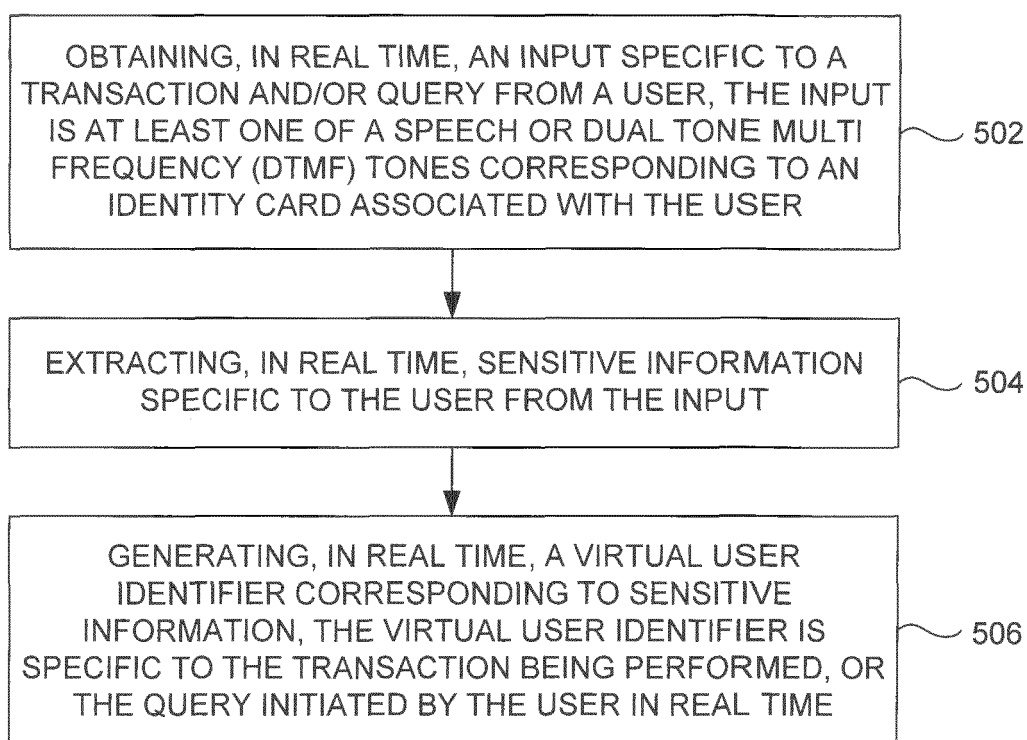 OBTAINING, IN REAL TIME, AN INPUT SPECIFIC TO A
TRANSACTION AND/OR QUERY FROM A USER, THE INPUT
IS AT LEAST ONE OF A SPEECH OR DUAL TONE MULTI
FREQUENCY (DTMF) TONES CORRESPONDING TO AN
IDENTITY CARD ASSOCIATED WITH THE USER
502
EXTRACTING, IN REAL TIME, SENSITIVE INFORMATION
SPECIFIC TO THE USER FROM THE INPUT
504
GENERATING, IN REAL TIME, A VIRTUAL USER
IDENTIFIER CORRESPONDING TO SENSITIVE
INFORMATION, THE VIRTUAL USER IDENTIFIER IS
SPECIFIC TO THE TRANSACTION BEING PERFORMED, OR
THE QUERY INITIATED BY THE USER IN REAL TIME
506